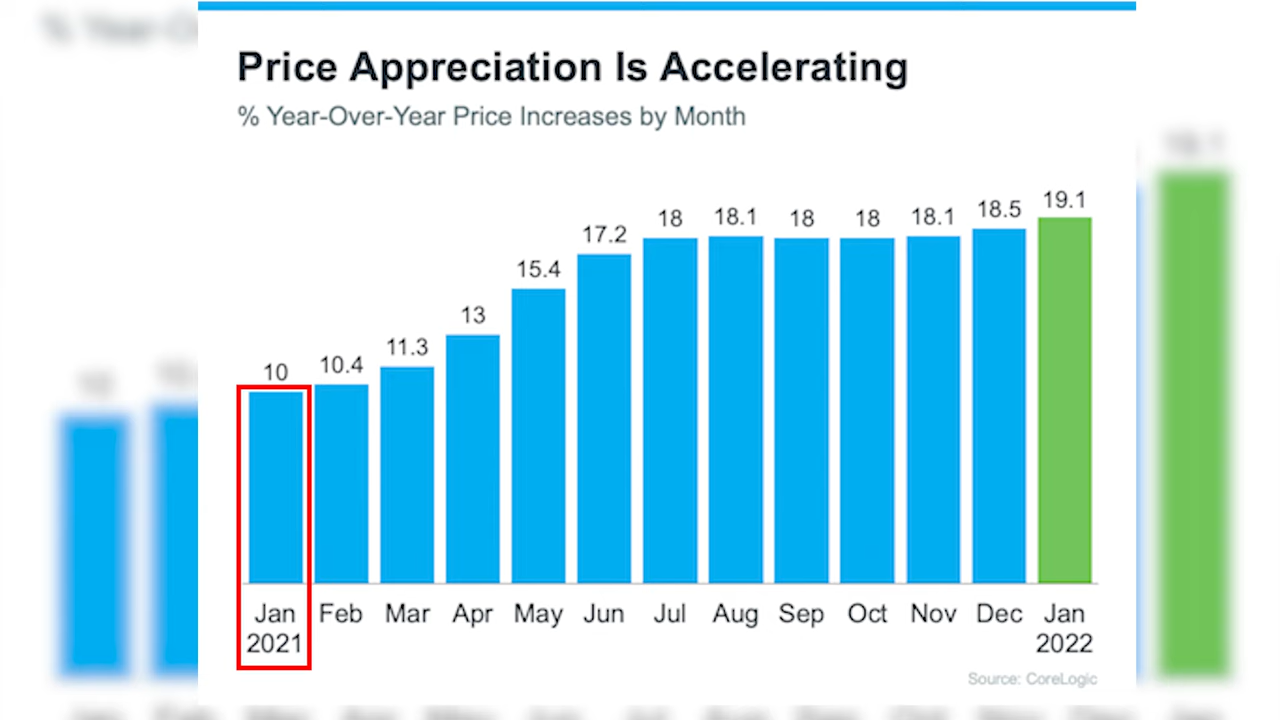 Price Appreciation Is Accelerating
% Year-Over-Year Price Increases by Month
10 10.4 11.3 13 15.4 17.2 18 18.1 18 18 18.1 18.5 19.1
Jan Feb Mar Apr May Jun Jul Aug Sep Oct Nov Dec Jan
2021 2022
Source: CoreLogic